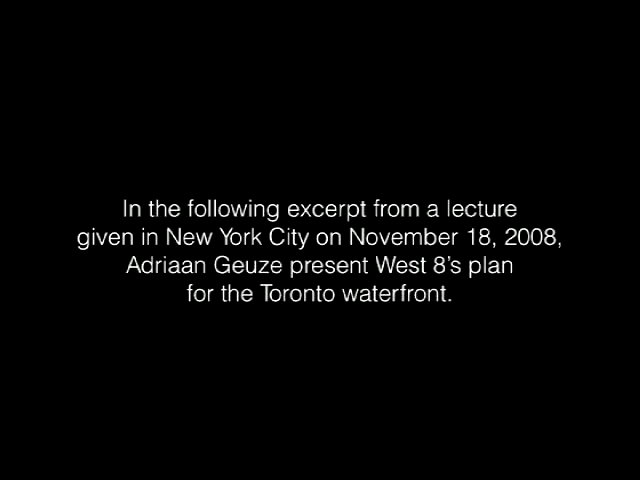 In the following excerpt from a lecture
given in New York City on November 18, 2008,
Adriaan Geuze present West 8's plan
for the Toronto waterfront.